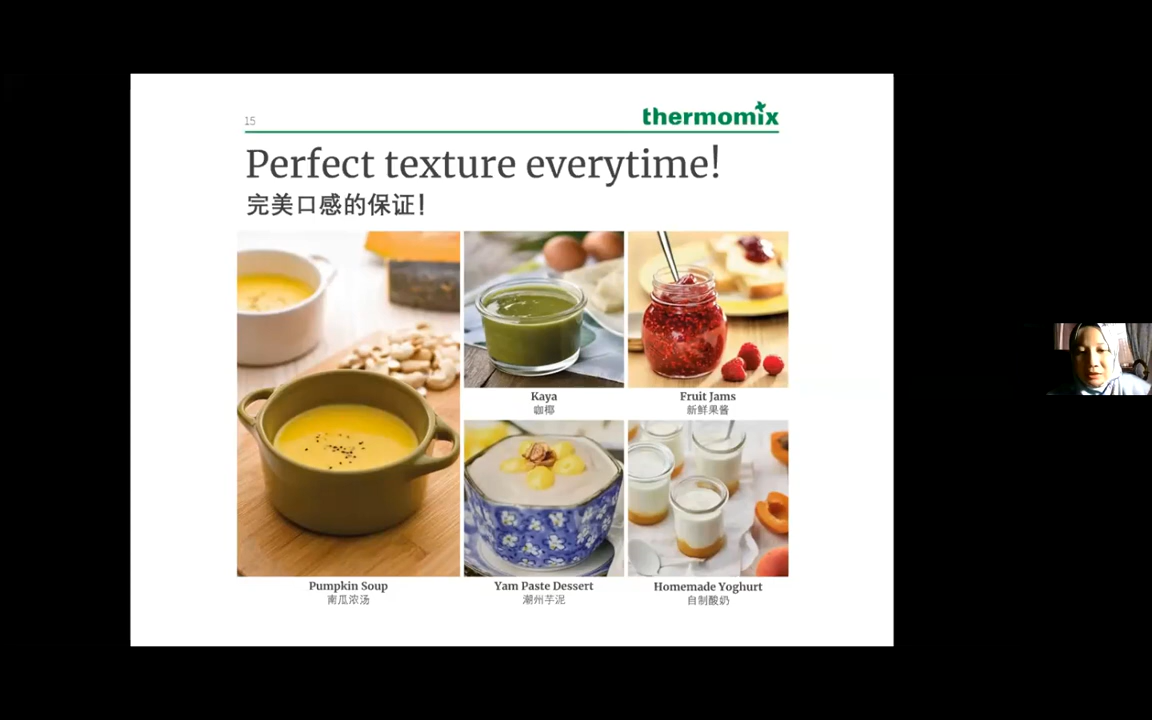 15
thermomix
Perfect texture everytime!
完美口感的保证！
Kaya
咖椰
Fruit Jams
新鲜果酱
Pumpkin Soup
南瓜浓汤
Yam Paste Dessert
潮州芋泥
Homemade Yoghurt
自制酸奶